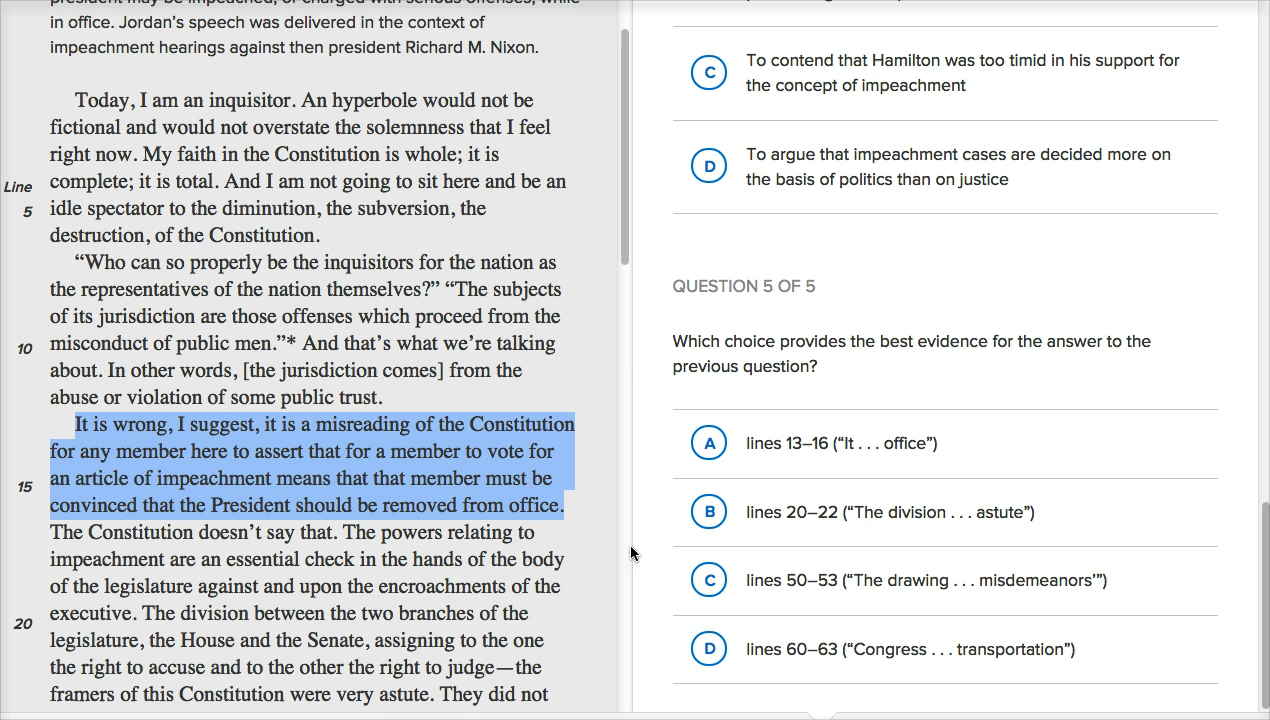 president may be impeached, or charged with serious offenses, while
in office. Jordan’s speech was delivered in the context of
impeachment hearings against then president Richard M. Nixon.
Today, I am an inquisitor. An hyperbole would not be
fictional and would not overstate the solemnness that I feel
right now. My faith in the Constitution is whole; it is
Line complete; it is total. And I am not going to sit here and be an
5 idle spectator to the diminution, the subversion, the
destruction, of the Constitution.
“Who can so properly be the inquisitors for the nation as
the representatives of the nation themselves?” “The subjects
of its jurisdiction are those offenses which proceed from the
10 misconduct of public men.”* And that’s what we’re talking
about. In other words, [the jurisdiction comes] from the
abuse or violation of some public trust.
It is wrong, I suggest, it is a misreading of the Constitution
for any member here to assert that for a member to vote for
15 an article of impeachment means that that member must be
convinced that the President should be removed from office.
The Constitution doesn’t say that. The powers relating to
impeachment are an essential check in the hands of the body
of the legislature against and upon the encroachments of the
20 executive. The division between the two branches of the
legislature, the House and the Senate, assigning to the one
the right to accuse and to the other the right to judge—the
framers of this Constitution were very astute. They did not
C To contend that Hamilton was too timid in his support for
the concept of impeachment
D To argue that impeachment cases are decided more on
the basis of politics than on justice
QUESTION 5 OF 5
Which choice provides the best evidence for the answer to the
previous question?
A lines 13–16 (“It . . . office”)
B lines 20–22 (“The division . . . astute”)
C lines 50–53 (“The drawing . . . misdemeanors’”)
D lines 60–63 (“Congress . . . transportation”)